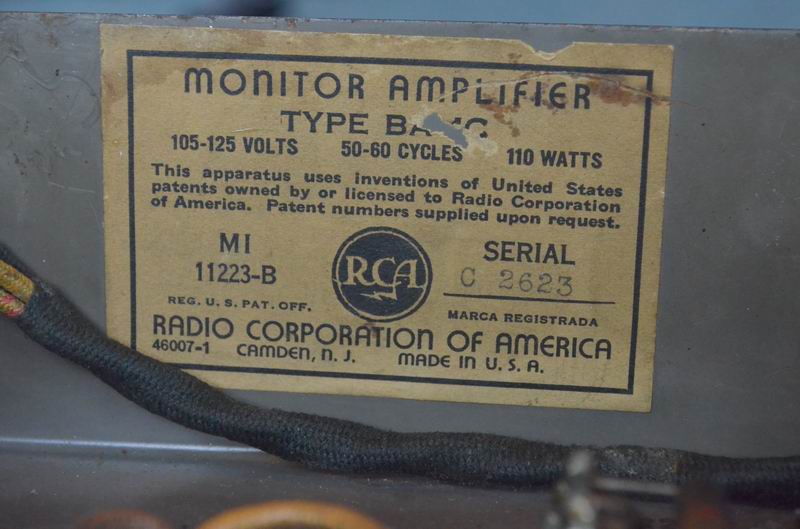 MONITOR AMPLIFIER
TYPE
105-125 VOLTS 50-60 CYCLES 110 WATTS
This apparatus uses inventions of United States
patents owned by or licensed to Radio Corporation
of America. Patent numbers supplied upon request.
MI SERIAL
11223-B RCA C 2623
REG. U. S. PAT. OFF. MARCA REGISTRADA
RADIO CORPORATION OF AMERICA
46007-1 CAMDEN, N. J. MADE IN U. S. A.